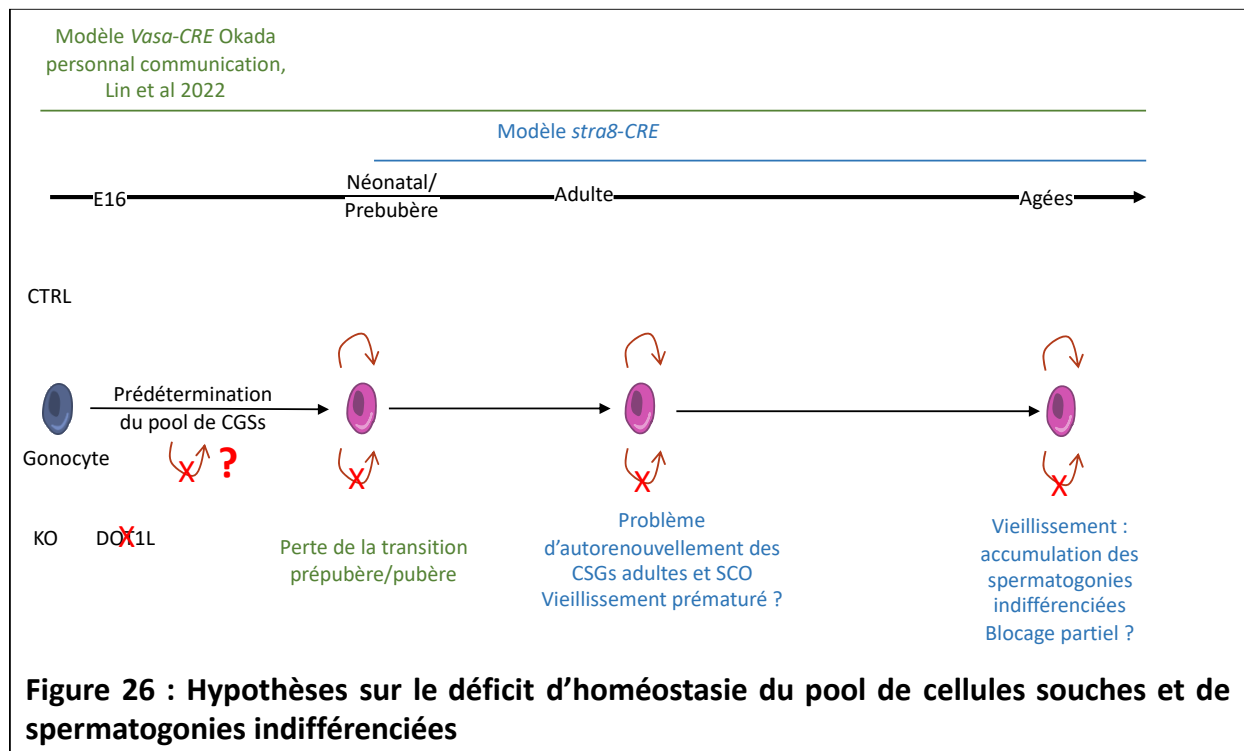 Modèle Vasa-CRE Okada
personnal communication,
Lin et al 2022
Modèle stra8-CRE
E16
Néonatal/
Prebubère
Adulte
Agées
CTRL
Prédétermination
du pool de CGSs
Gonocyte
X
?
X
X
X
KO
DOT1L
X
Perte de la transition
prépubère/pubère
Problème
d'autorenouvellement des
CSGs adultes et SCO
Vieillissement prématuré ?
Vieillissement :
accumulation des
spermatogonies
indifférenciées
Blocage partiel ?
Figure 26 : Hypothèses sur le déficit d'homéostasie du pool de cellules souches et de
spermatogonies indifférenciées